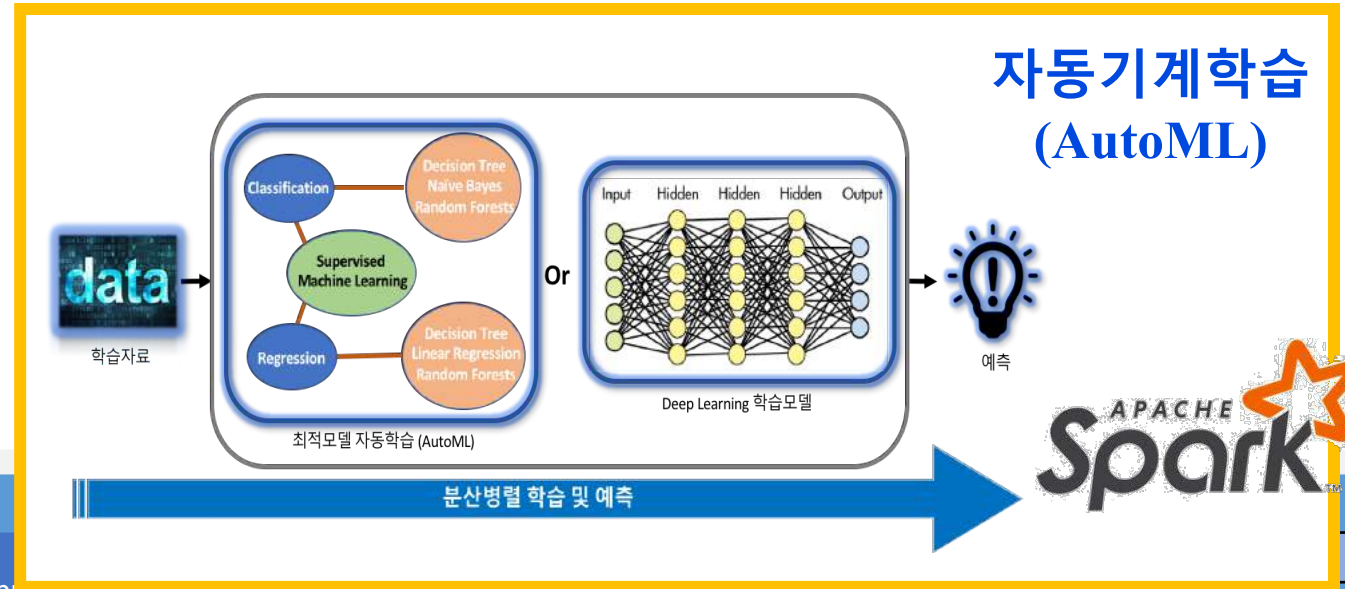 자동기계학습
(AutoML)
data
학습자료
Classification
Decision Tree
Naïve Bayes
Random Forests
Supervised
Machine Learning
Regression
Decision Tree
Linear Regression
Random Forests
최적모델 자동학습 (AutoML)
Or
Input Hidden Hidden Hidden Output
Deep Learning 학습모델
예측
APACHE
Spark
TM
분산병렬 학습 및 예측